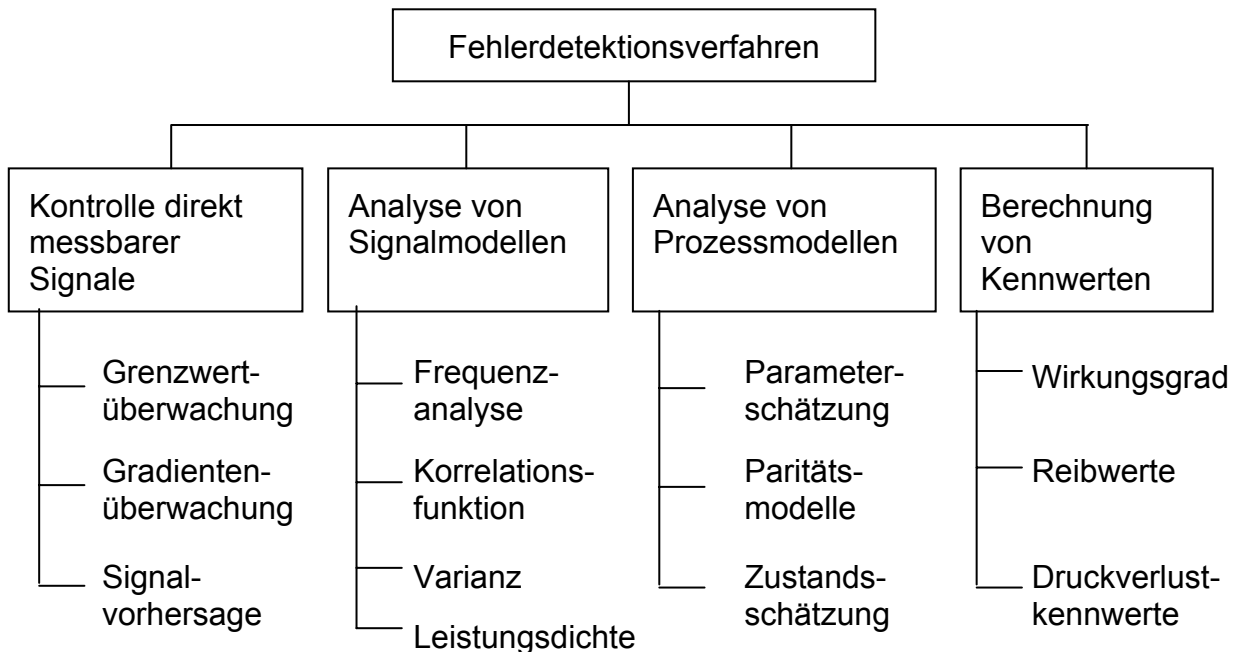 Fehlerdetektionsverfahren
Kontrolle direkt
messbarer
Signale
Grenzwert-
überwachung
Gradienten-
überwachung
Signal-
vorhersage
Analyse von
Signalmodellen
Frequenz-
analyse
Korrelations-
funktion
Varianz
Leistungsdichte
Analyse von
Prozessmodellen
Parameter-
schätzung
Paritäts-
modelle
Zustands-
schätzung
Berechnung
von
Kennwerten
Wirkungsgrad
Reibwerte
Druckverlust-
kennwerte